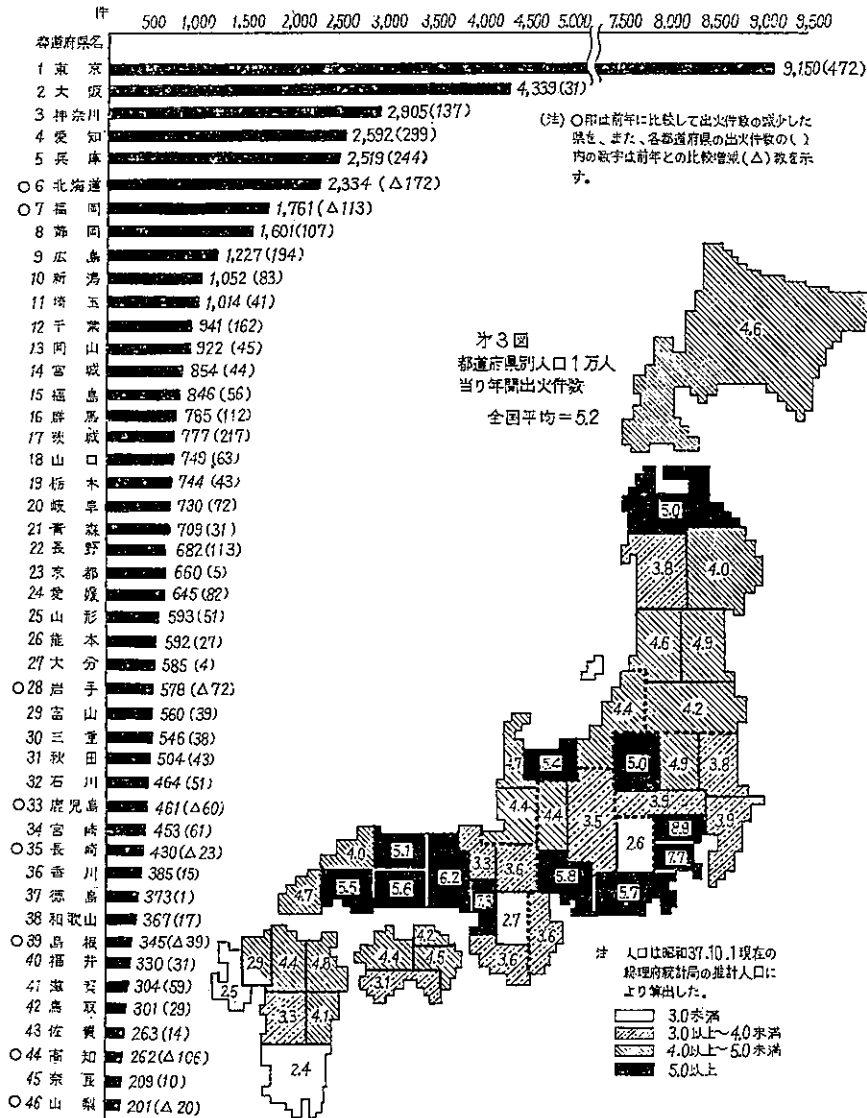 件
500 1,000 1,500 2,000 2,500 3,000 3,500 4,000 4,500 5,000 7,500 8,000 8,500 9,000 9,500
都道府県名
1 東京 9,150(472)
2 大阪 4,339(31)
3 神奈川 2,905(137)
4 愛知 2,592(299)
5 兵庫 2,519(244)
○6 北海道 2,334(△172)
○7 福岡 1,761(△113)
8 静岡 1,601(107)
9 広島 1,227(194)
10 新潟 1,052(83)
11 埼玉 1,014(41)
12 千葉 941(162)
13 岡山 922(45)
14 宮城 854(44)
15 福島 846(56)
16 群馬 785(112)
17 茨城 777(217)
18 山口 749(63)
19 栃木 744(43)
20 岐阜 730(72)
21 青森 709(31)
22 長野 682(113)
23 京都 660(5)
24 愛媛 645(82)
25 山形 593(51)
26 熊本 592(27)
27 大分 585(4)
○28 岩手 578(△72)
29 富山 560(39)
30 三重 546(38)
31 秋田 504(43)
32 石川 464(51)
○33 鹿児島 461(△60)
34 宮崎 453(61)
○35 長崎 430(△23)
36 香川 385(15)
37 徳島 373(1)
38 和歌山 367(17)
○39 島根 345(△39)
40 福井 330(31)
41 滋賀 304(59)
42 鳥取 301(29)
43 佐賀 263(14)
○44 高知 262(△106)
45 奈良 209(10)
○46 山梨 201(△20)
(注) ○印は前年に比較して出火件数の減少した
県を、また、各都道府県の出火件数の( )
内の数字は前年との比較増減(△)数を示
す。
才3図
都道府県別人口1万人
当り年間出火件数
全国平均=5.2
4.6
5.0
3.8 4.0
4.6 4.9
4.4 4.2
4.7 5.4 5.0 4.9 3.8
4.4 4.4 3.5 3.9 3.9
2.6 8.9
7.7
4.0 5.1 6.2 3.3 3.6 5.8 5.7
4.7 5.5 5.6 7.3 2.7 3.6
3.6
4.2
4.4 4.5
3.1
2.5 2.9 4.4 4.8
3.3 4.1
2.4
注 人口は昭和37.10.1現在の
総理府統計局の推計人口に
より算出した。
3.0未満
3.0以上~4.0未満
4.0以上~5.0未満
5.0以上